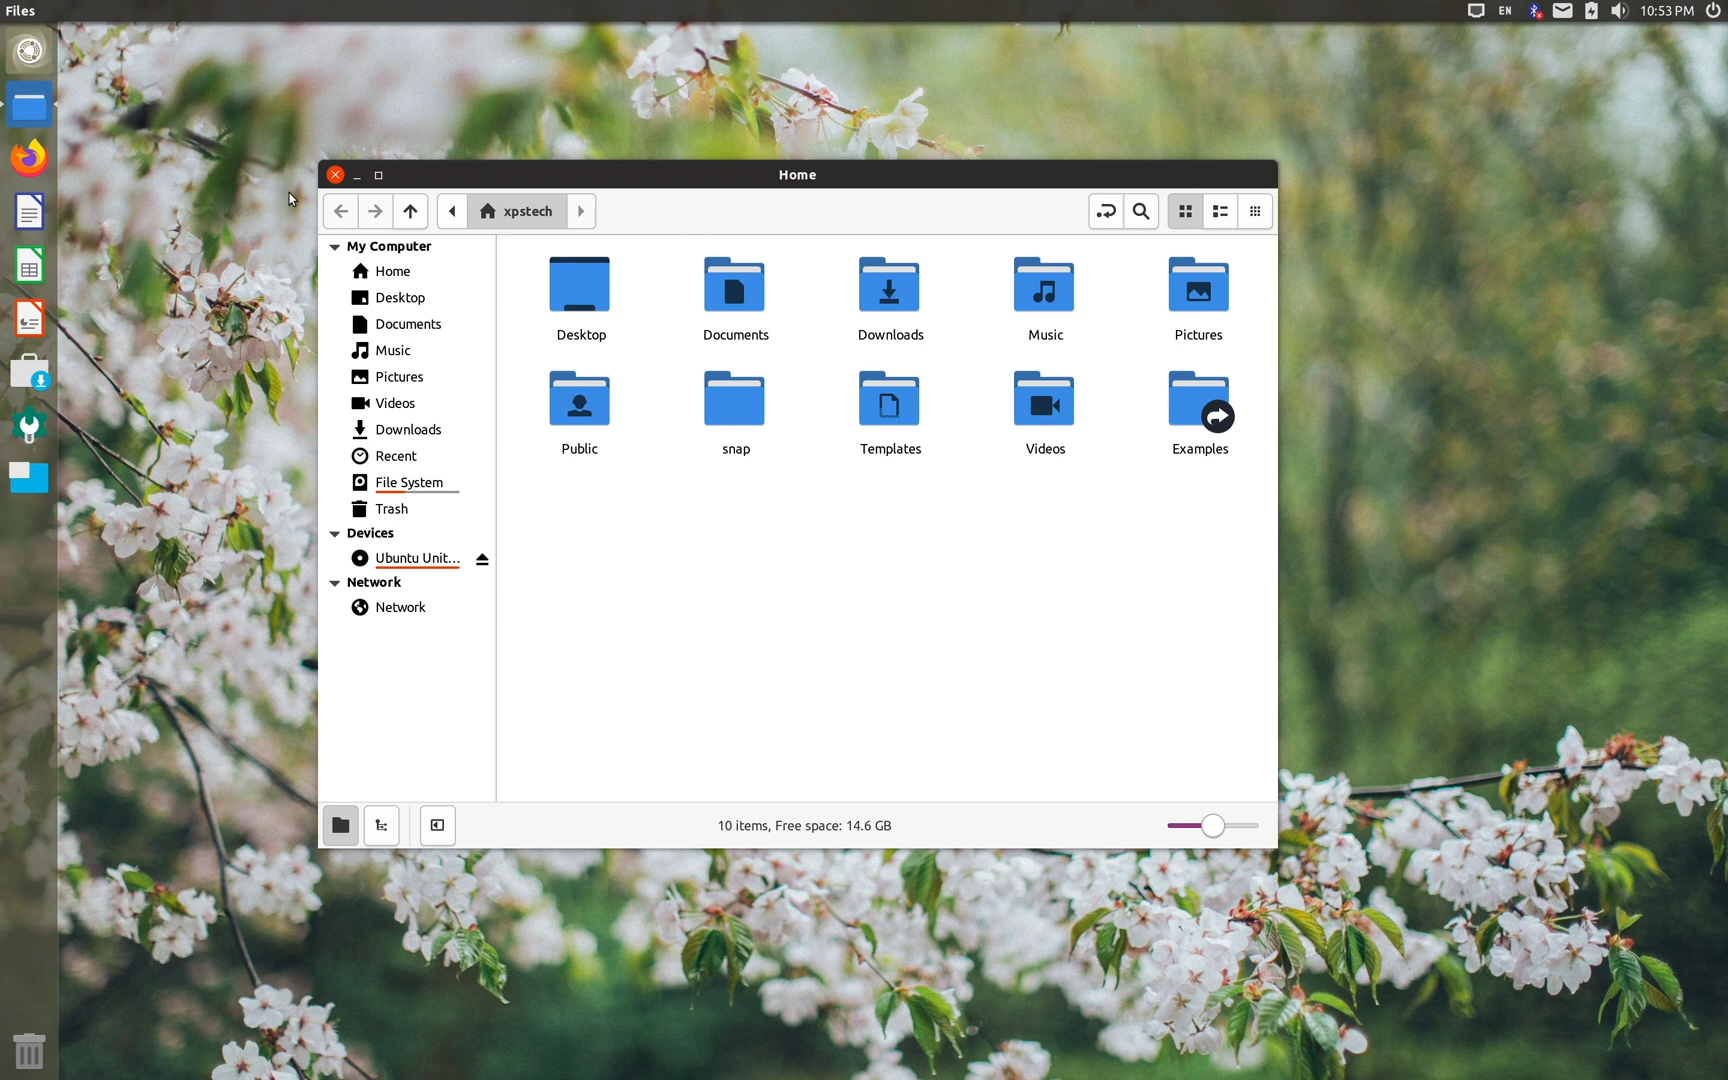 Files
EN
10:53 PM
Home
xpstech
My Computer
Home
Desktop
Documents
Music
Pictures
Videos
Downloads
Recent
File System
Trash
Devices
Ubuntu Unit...
Network
Network
Desktop
Documents
Downloads
Music
Pictures
Public
snap
Templates
Videos
Examples
10 items, Free space: 14.6 GB